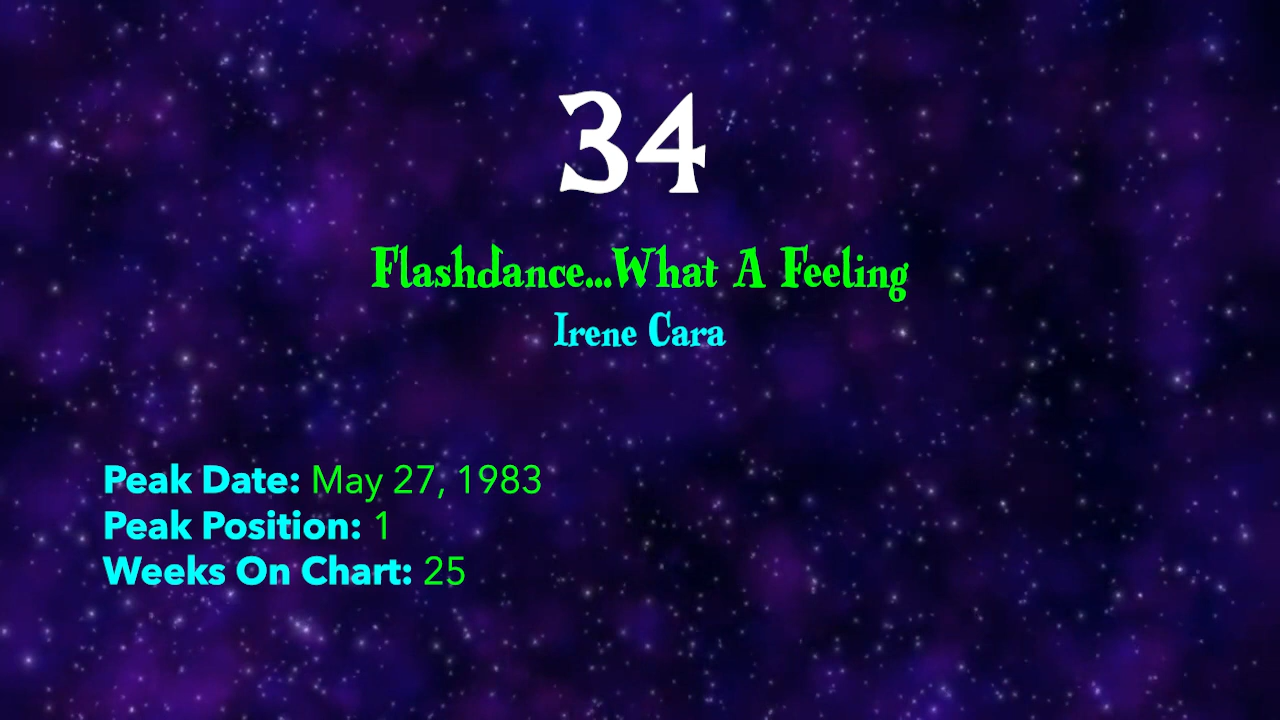 34
Flashdance...What A Feeling
Irene Cara
Peak Date: May 27, 1983
Peak Position: 1
Weeks On Chart: 25